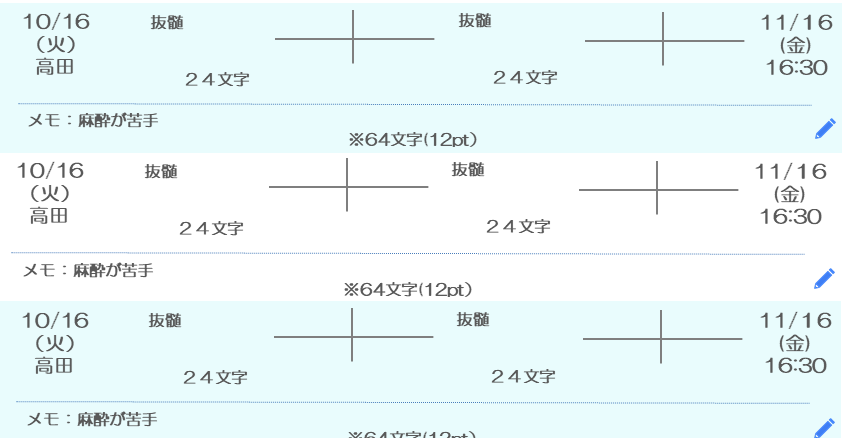 10/16 抜髄 抜髄 11/16
(火) (金)
高田 16:30
２４文字 ２４文字
メモ：麻酔が苦手
※64文字(12pt)
10/16 抜髄 抜髄 11/16
(火) (金)
高田 16:30
２４文字 ２４文字
メモ：麻酔が苦手
※64文字(12pt)
10/16 抜髄 抜髄 11/16
(火) (金)
高田 16:30
２４文字 ２４文字
メモ：麻酔が苦手
※64文字(12pt)